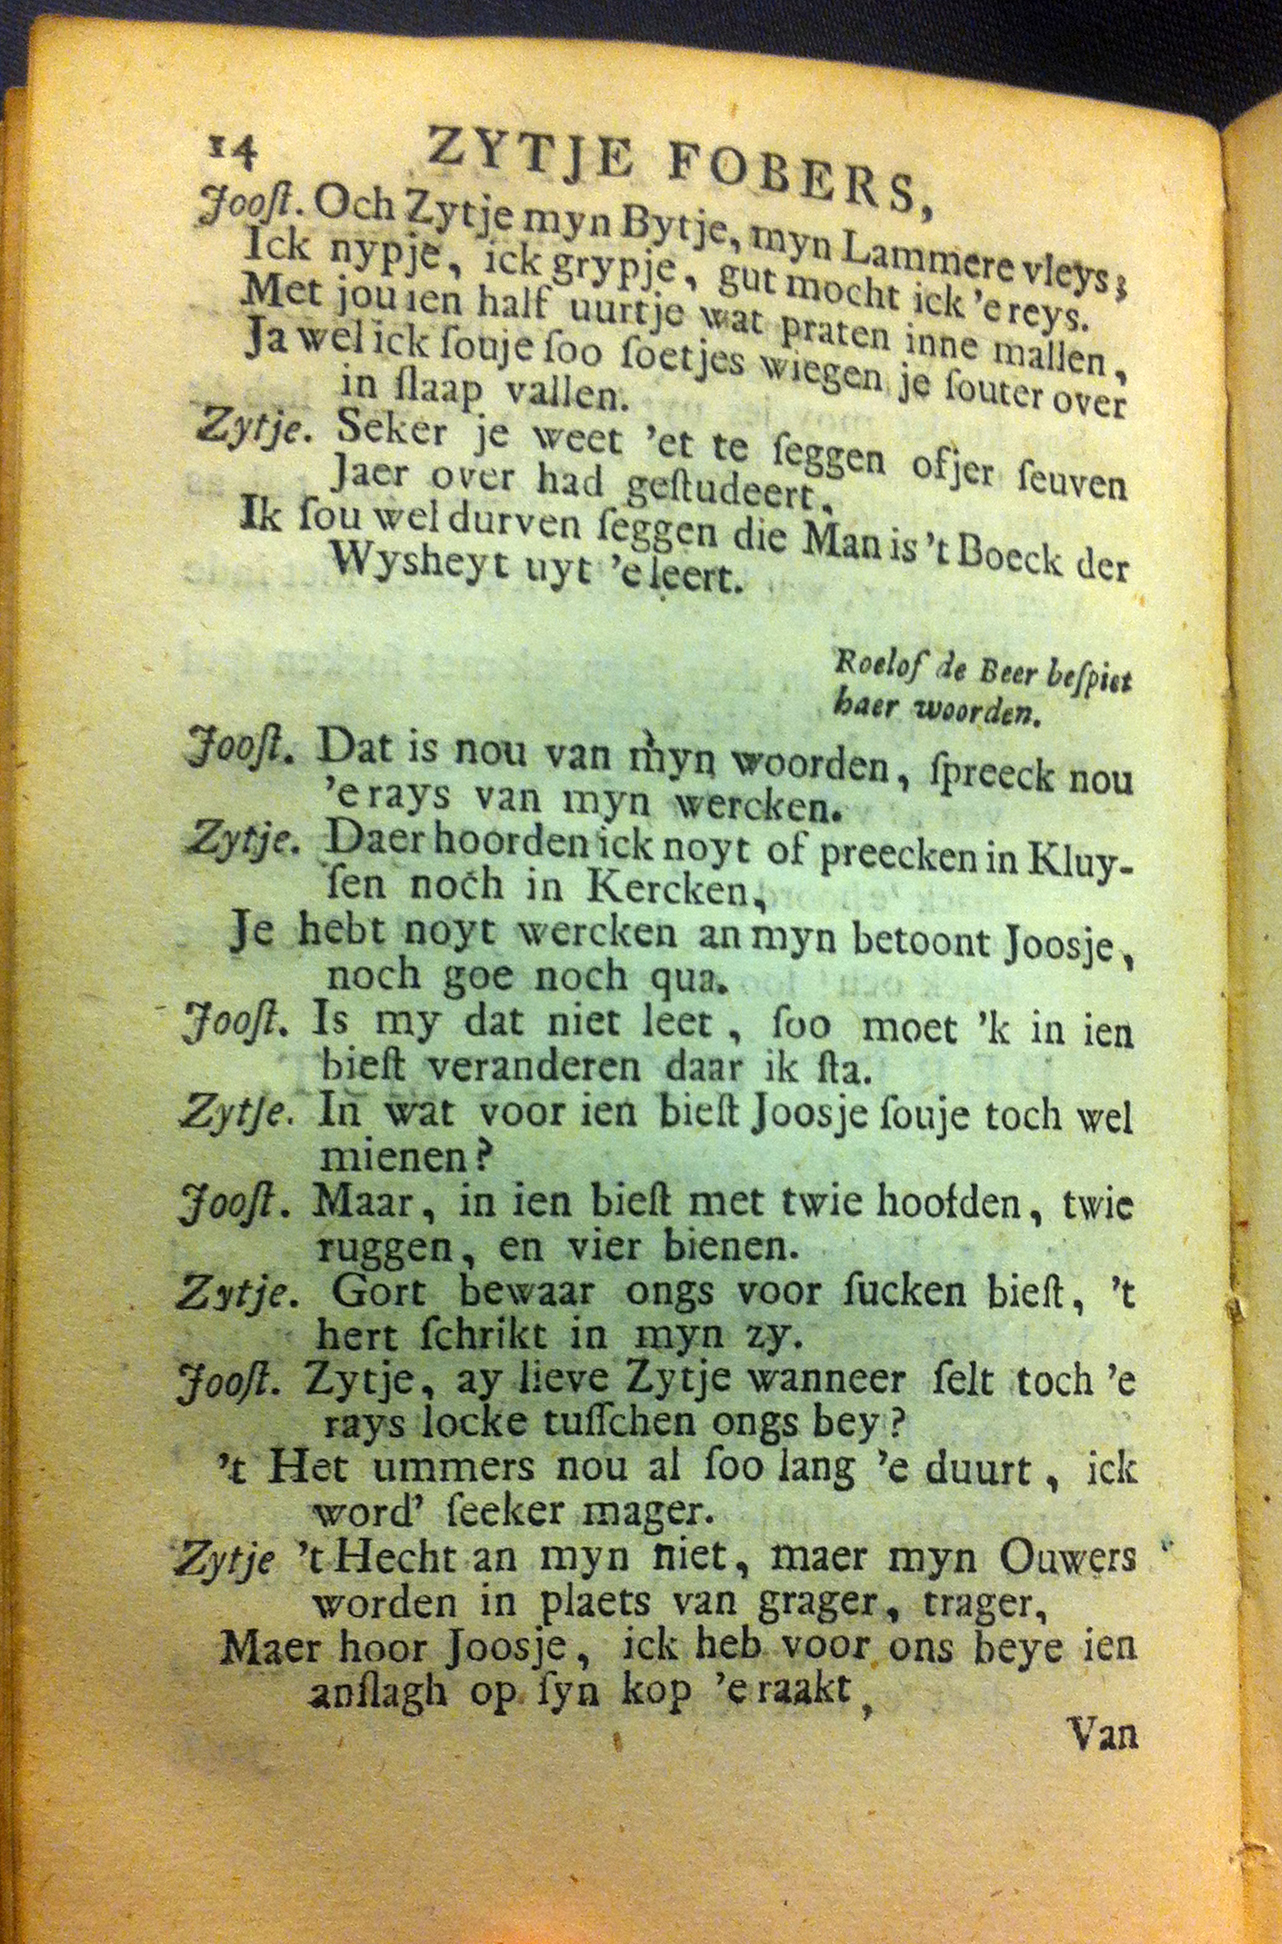 14 ZYTJE FOBERS,
Jooſt. Och Zytje myn Bytje, myn Lammere vleys;
Ick nypje, ick grypje, gut mocht ick 'e reys.
Met jou ien half uurtje wat praten inne mallen,
Ja wel ick ſouje ſoo ſoetjes wiegen je ſouter over
in ſlaap vallen.
Zytje. Seker je weet 'et te ſeggen ofjer ſeuven
Jaer over had geſtudeert.
Ik ſou wel durven ſeggen die Man is 't Boeck der
Wysheyt uyt 'e leert.
Roelof de Beer beſpiet
haer woorden.
Jooſt. Dat is nou van myn woorden, ſpreeck nou
'e rays van myn wercken.
Zytje. Daer hoorden ick noyt of preecken in Kluy-
ſen noch in Kercken,
Je hebt noyt wercken an myn betoont Joosje,
noch goe noch qua.
Jooſt. Is my dat niet leet, ſoo moet 'k in ien
bieſt veranderen daar ik ſta.
Zytje. In wat voor ien bieſt Joosje ſouje toch wel
mienen?
Jooſt. Maar, in ien bieſt met twie hoofden, twie
ruggen, en vier bienen.
Zytje. Gort bewaar ongs voor ſucken bieſt, 't
hert ſchrikt in myn zy.
Jooſt. Zytje, ay lieve Zytje wanneer ſelt toch 'e
rays locke tuſſchen ongs bey?
't Het ummers nou al ſoo lang 'e duurt, ick
word' ſeeker mager.
Zytje 't Hecht an myn niet, maer myn Ouwers
worden in plaets van grager, trager,
Maer hoor Joosje, ick heb voor ons beye ien
anſlagh op ſyn kop 'e raakt,
Van